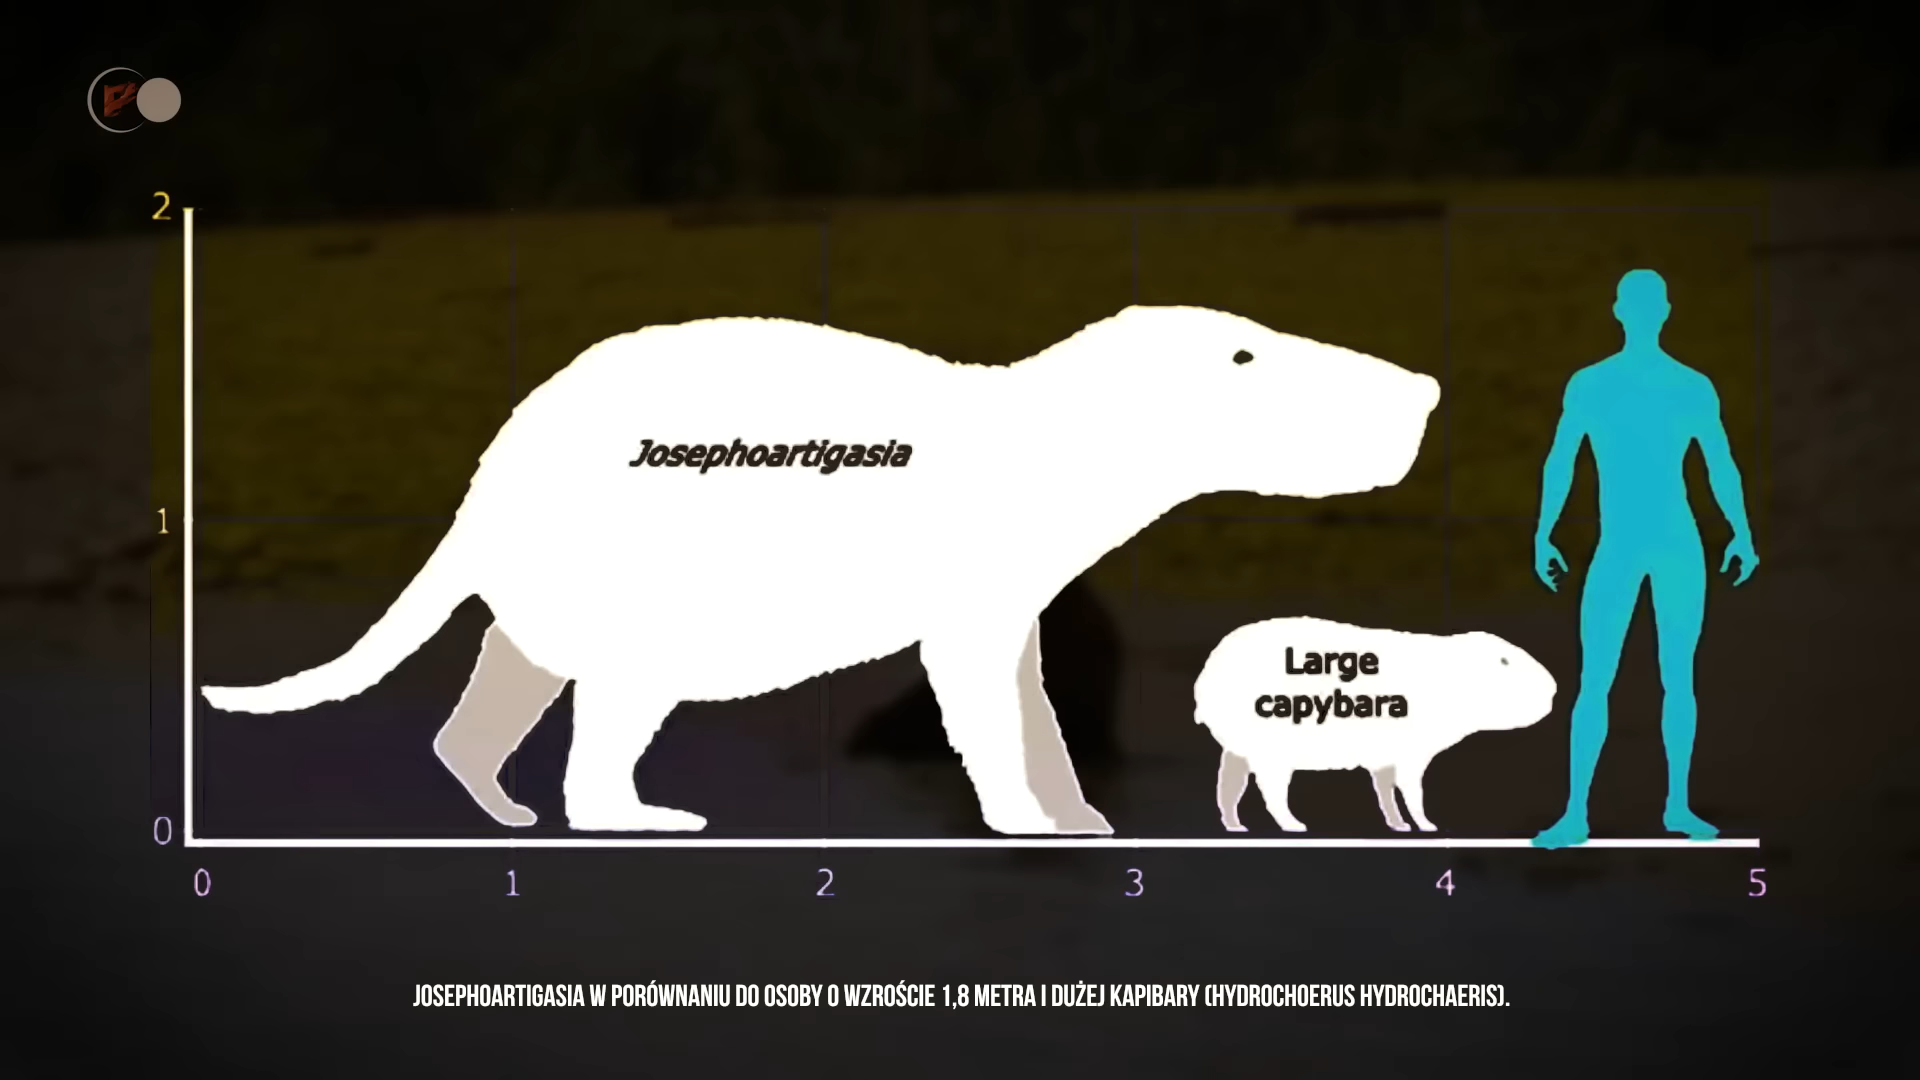 2
Josephoartigasia
1
Large
capybara
0
0 1 2 3 4 5
JOSEPHOARTIGASIA W PORÓWNANIU DO OSOBY O WZROŚCIE 1,8 METRA I DUŻEJ KAPIBARY (HYDROCHOERUS HYDROCHAERIS).